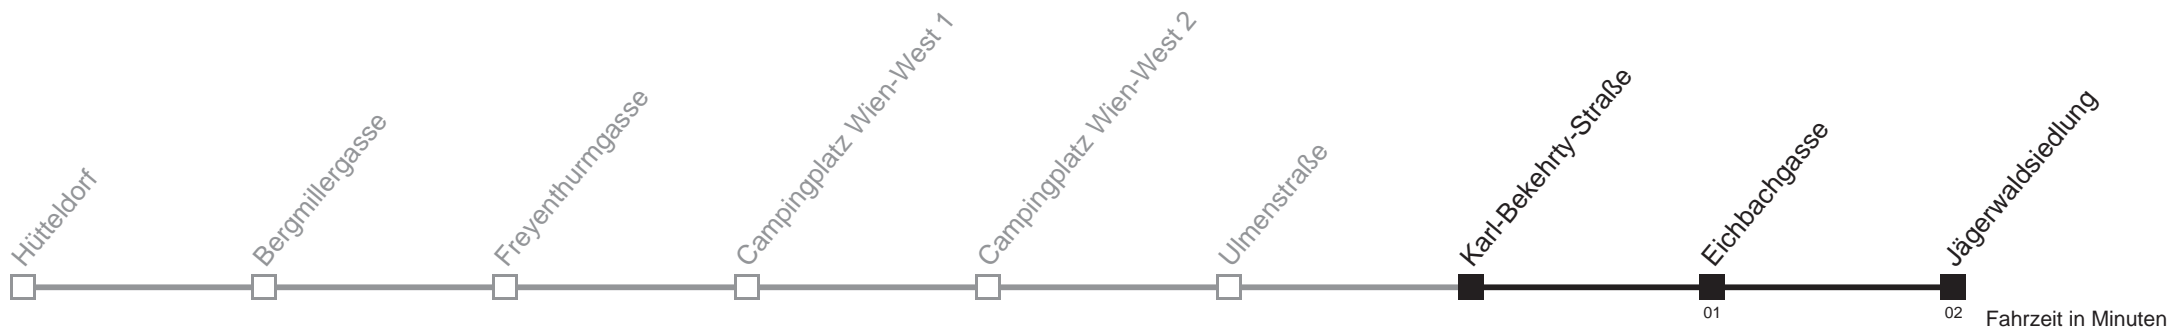 Hütteldorf
Bergmillergasse
Freyenthurmgasse
Campingplatz Wien-West 1
Campingplatz Wien-West 2
Ulmenstraße
Karl-Bekehrty-Straße
Eichbachgasse
Jägerwaldsiedlung
01
02
Fahrzeit in Minuten